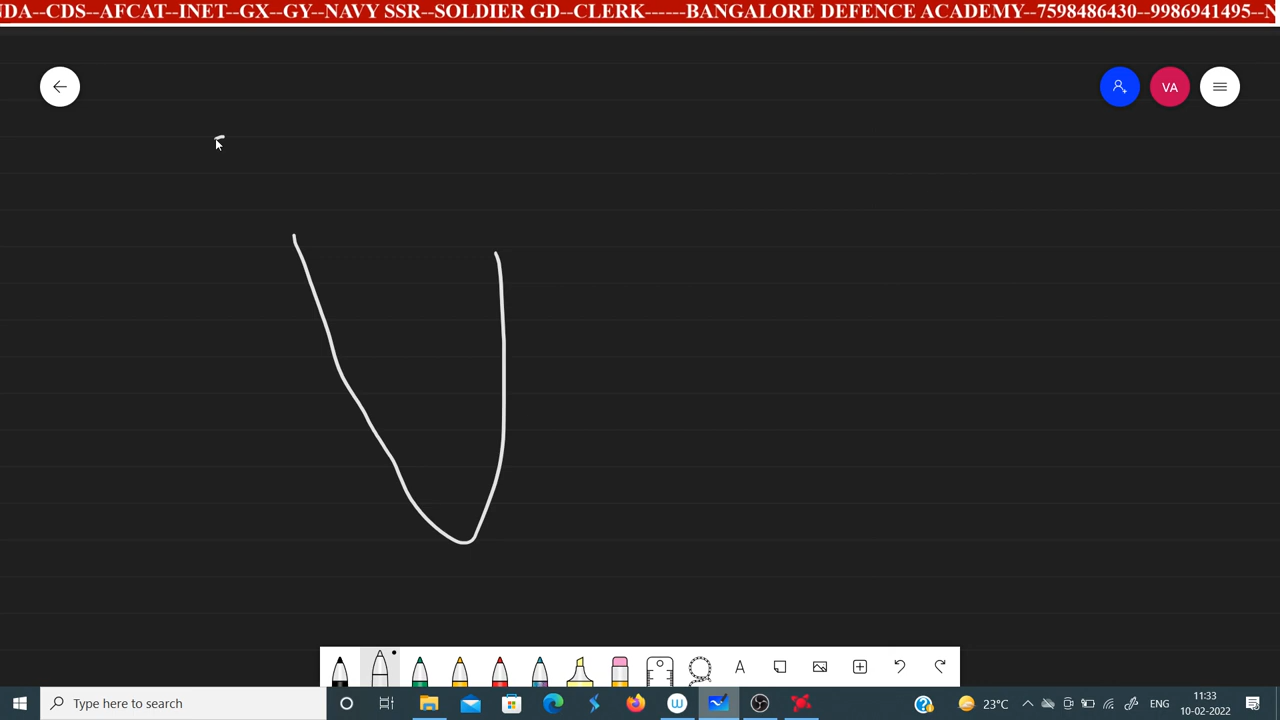 NDA--CDS--AFCAT--INET--GX--GY--NAVY SSR--SOLDIER GD--CLERK------BANGALORE DEFENCE ACADEMY--7598486430--9986941495--N
VA
A
Type here to search
23°C
ENG
11:33
10-02-2022